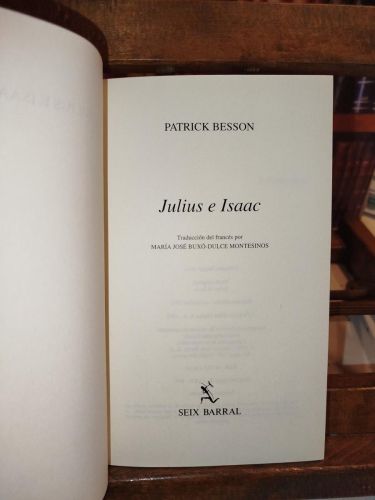 PATRICK BESSON
Julius e Isaac
Traducción del francés por
MARÍA JOSÉ BUXÓ-DULCE MONTESINOS
SEIX BARRAL